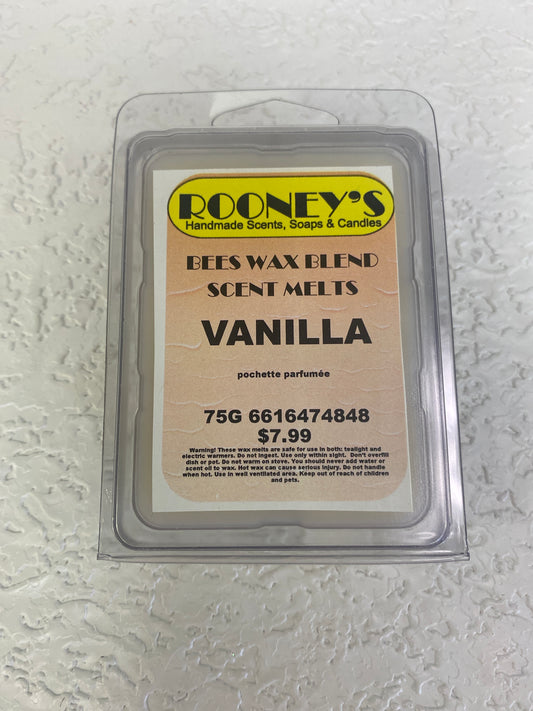 ROONEY'S
Handmade Scents, Soaps & Candles
BEES WAX BLEND
SCENT MELTS
VANILLA
pochette parfumée
75G 6616474848
$7.99
Warning! These wax melts are safe for use in both: tealight and
electric warmers. Do not ingest. Use only within sight. Don't overfill
dish or pot. Do not warm on stove. You should never add water or
scent oil to wax. Hot wax can cause serious injury. Do not handle
when hot. Use in well ventilated area. Keep out of reach of children
and pets.